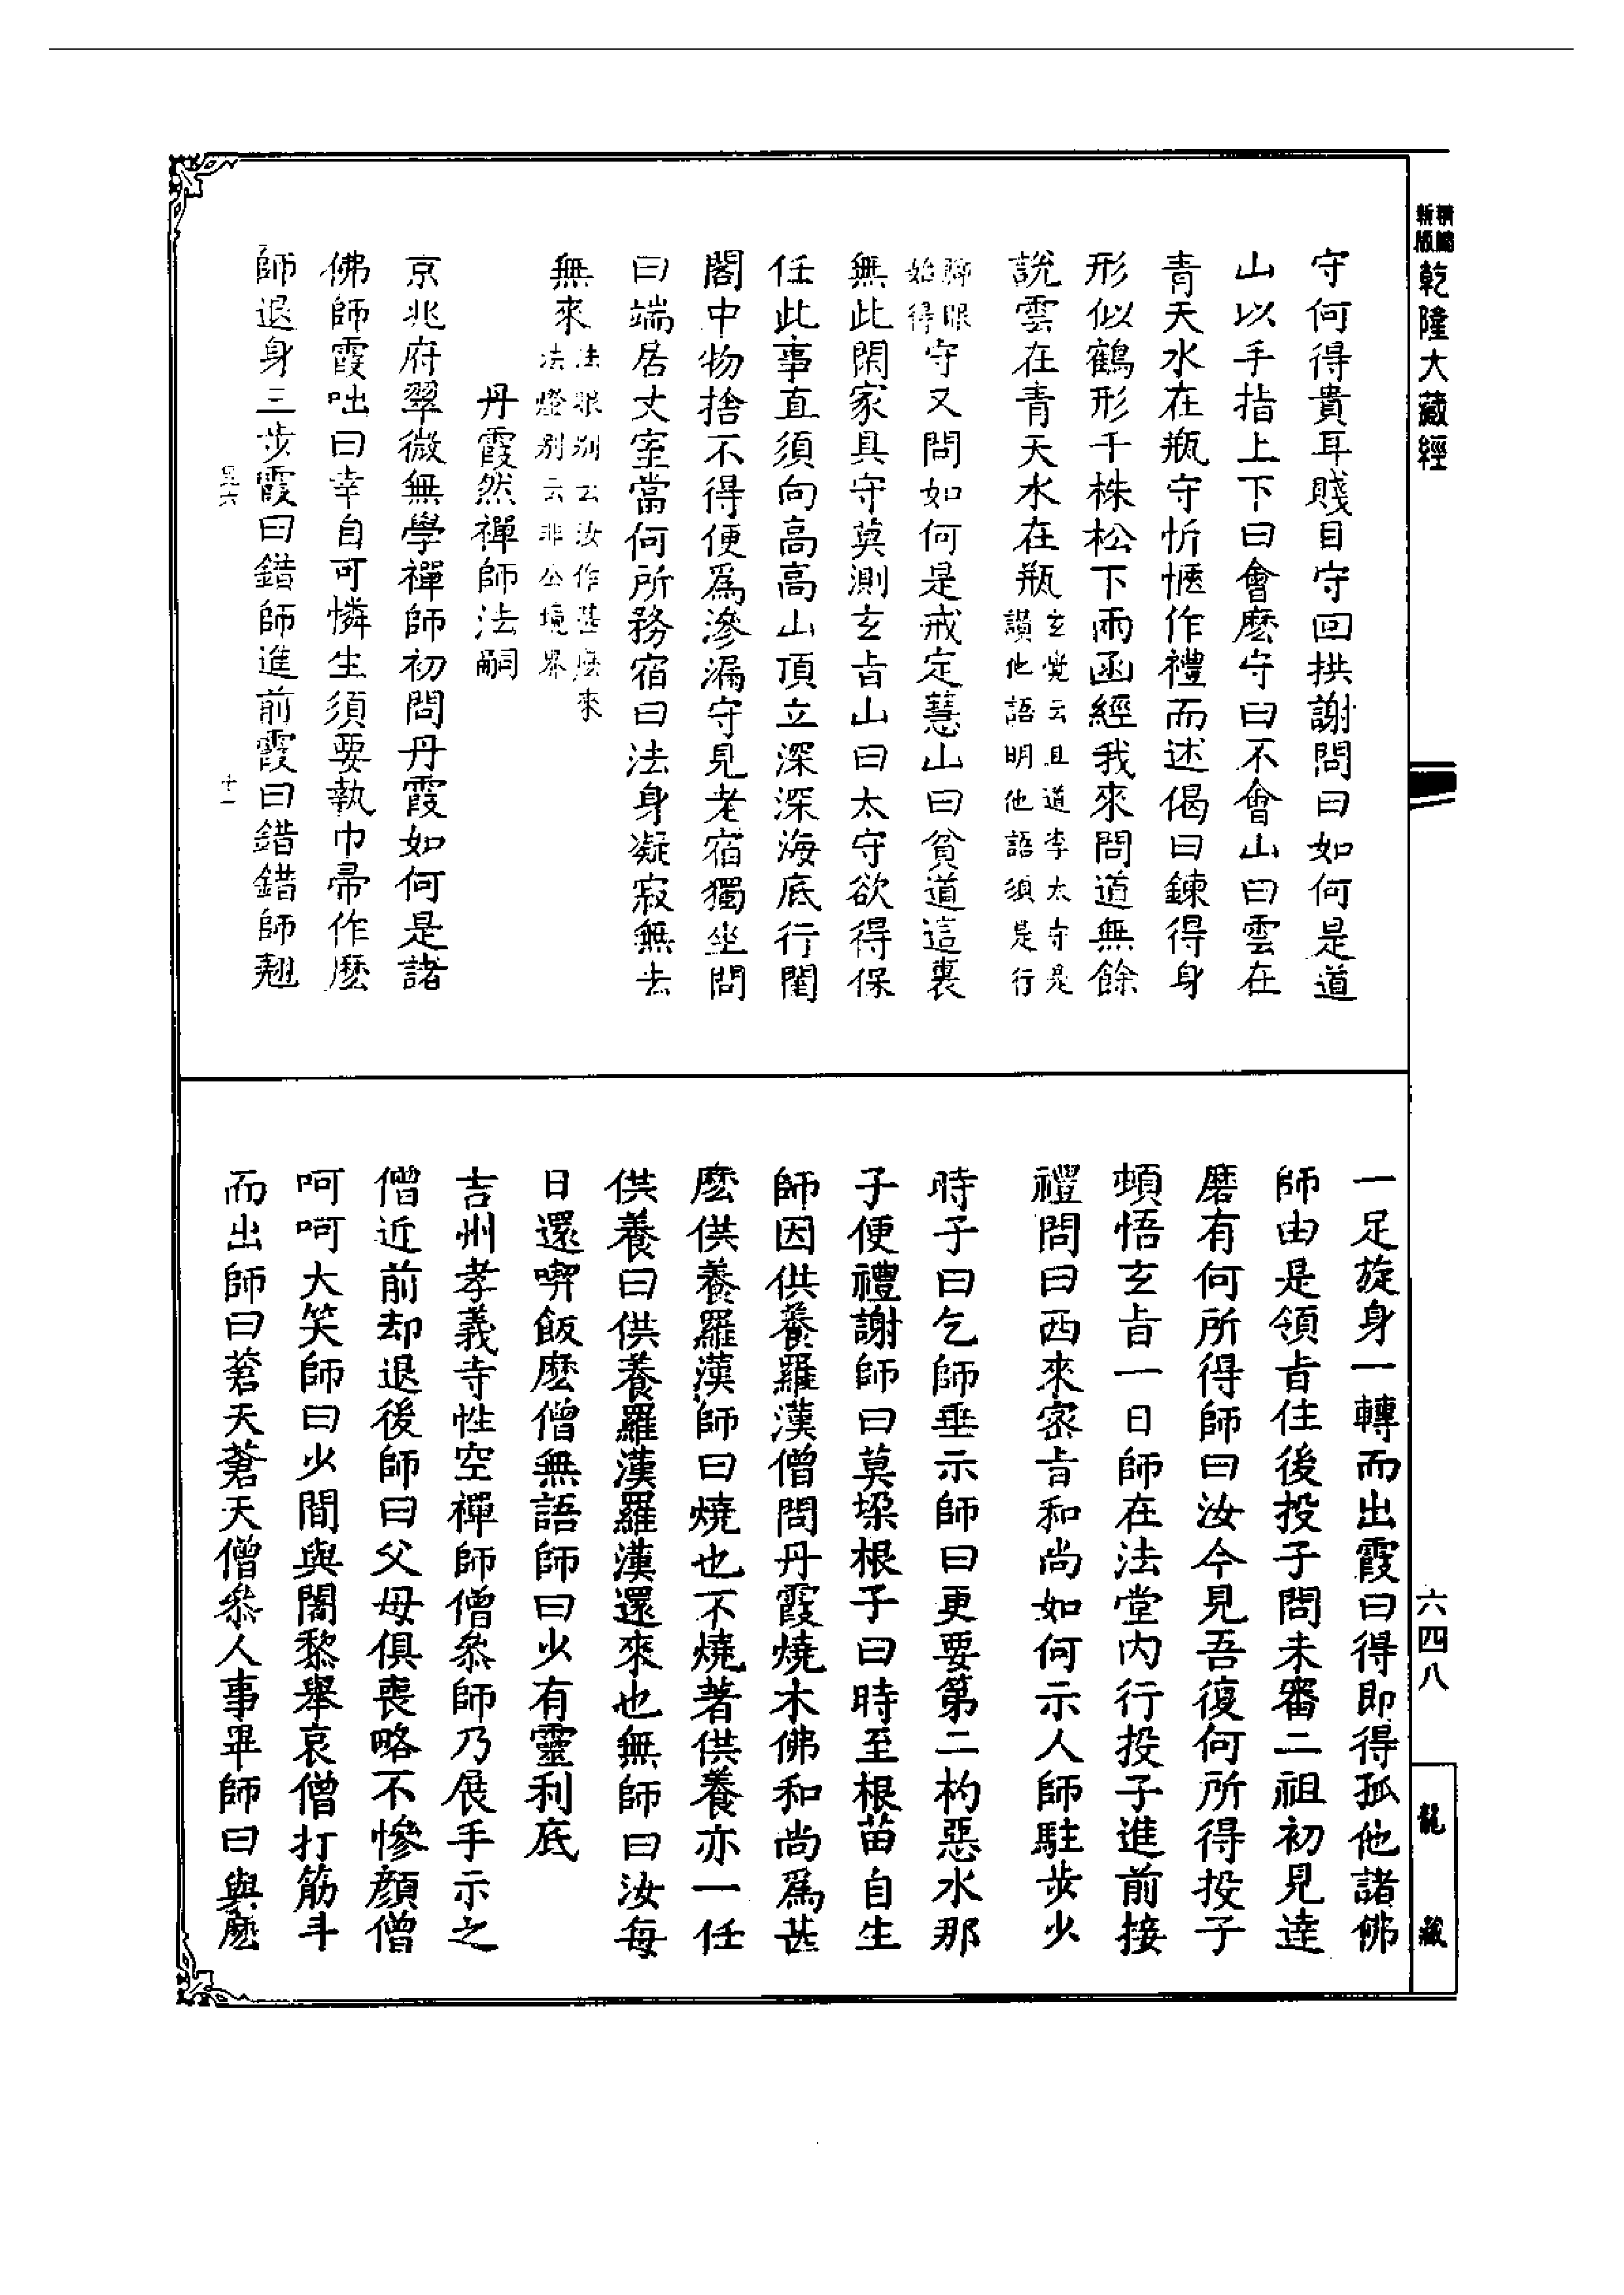 新版
精縮
乾隆大藏經
六四八
龍藏
守何得貴耳賤目守回拱謝問曰如何是道
山以手指上下曰會麽守曰不會山曰雲在
青天水在瓶守忻愜作禮而述偈曰鍊得身
形似鶴形千株松下兩函經我來問道無餘
說雲在青天水在瓶玄覺云且道李太守是
讚他語明他語須是行
脚眼
始得守又問如何是戒定慧山曰貧道這裏
無此閑家具守莫測玄旨山曰太守欲得保
任此事直須向高高山頂立深深海底行閨
閤中物捨不得便爲滲漏守見老宿獨坐問
曰端居丈室當何所務宿曰法身凝寂無去
無來法眼别云汝作甚麽來
法燈别云非公境界
丹霞然禪師法嗣
京兆府翠微無學禪師初問丹霞如何是諸
佛師霞咄曰幸自可憐生須要執巾帚作麽
師退身三步霞曰錯師進前霞曰錯錯師翹
十一
一足旋身一轉而出霞曰得即得孤他諸佛
師由是領旨住後投子問未審二祖初見達
磨有何所得師曰汝今見吾復何所得投子
頓悟玄旨一日師在法堂内行投子進前接
禮問曰西來密旨和尚如何示人師駐步少
時子曰乞師垂示師曰更要第二杓惡水那
子便禮謝師曰莫垜根子曰時至根苗自生
師因供養羅漢僧問丹霞燒木佛和尚爲甚
麽供養羅漢師曰燒也不燒著供養亦一任
供養曰供養羅漢羅漢還來也無師曰汝每
日還喫飯麽僧無語師曰少有靈利底
吉州孝義寺性空禪師僧叅師乃展手示之
僧近前却退後師曰父母俱喪略不慘顔僧
呵呵大笑師曰少間與闍黎舉哀僧打筋斗
而出師曰蒼天蒼天僧叅人事畢師曰與麽